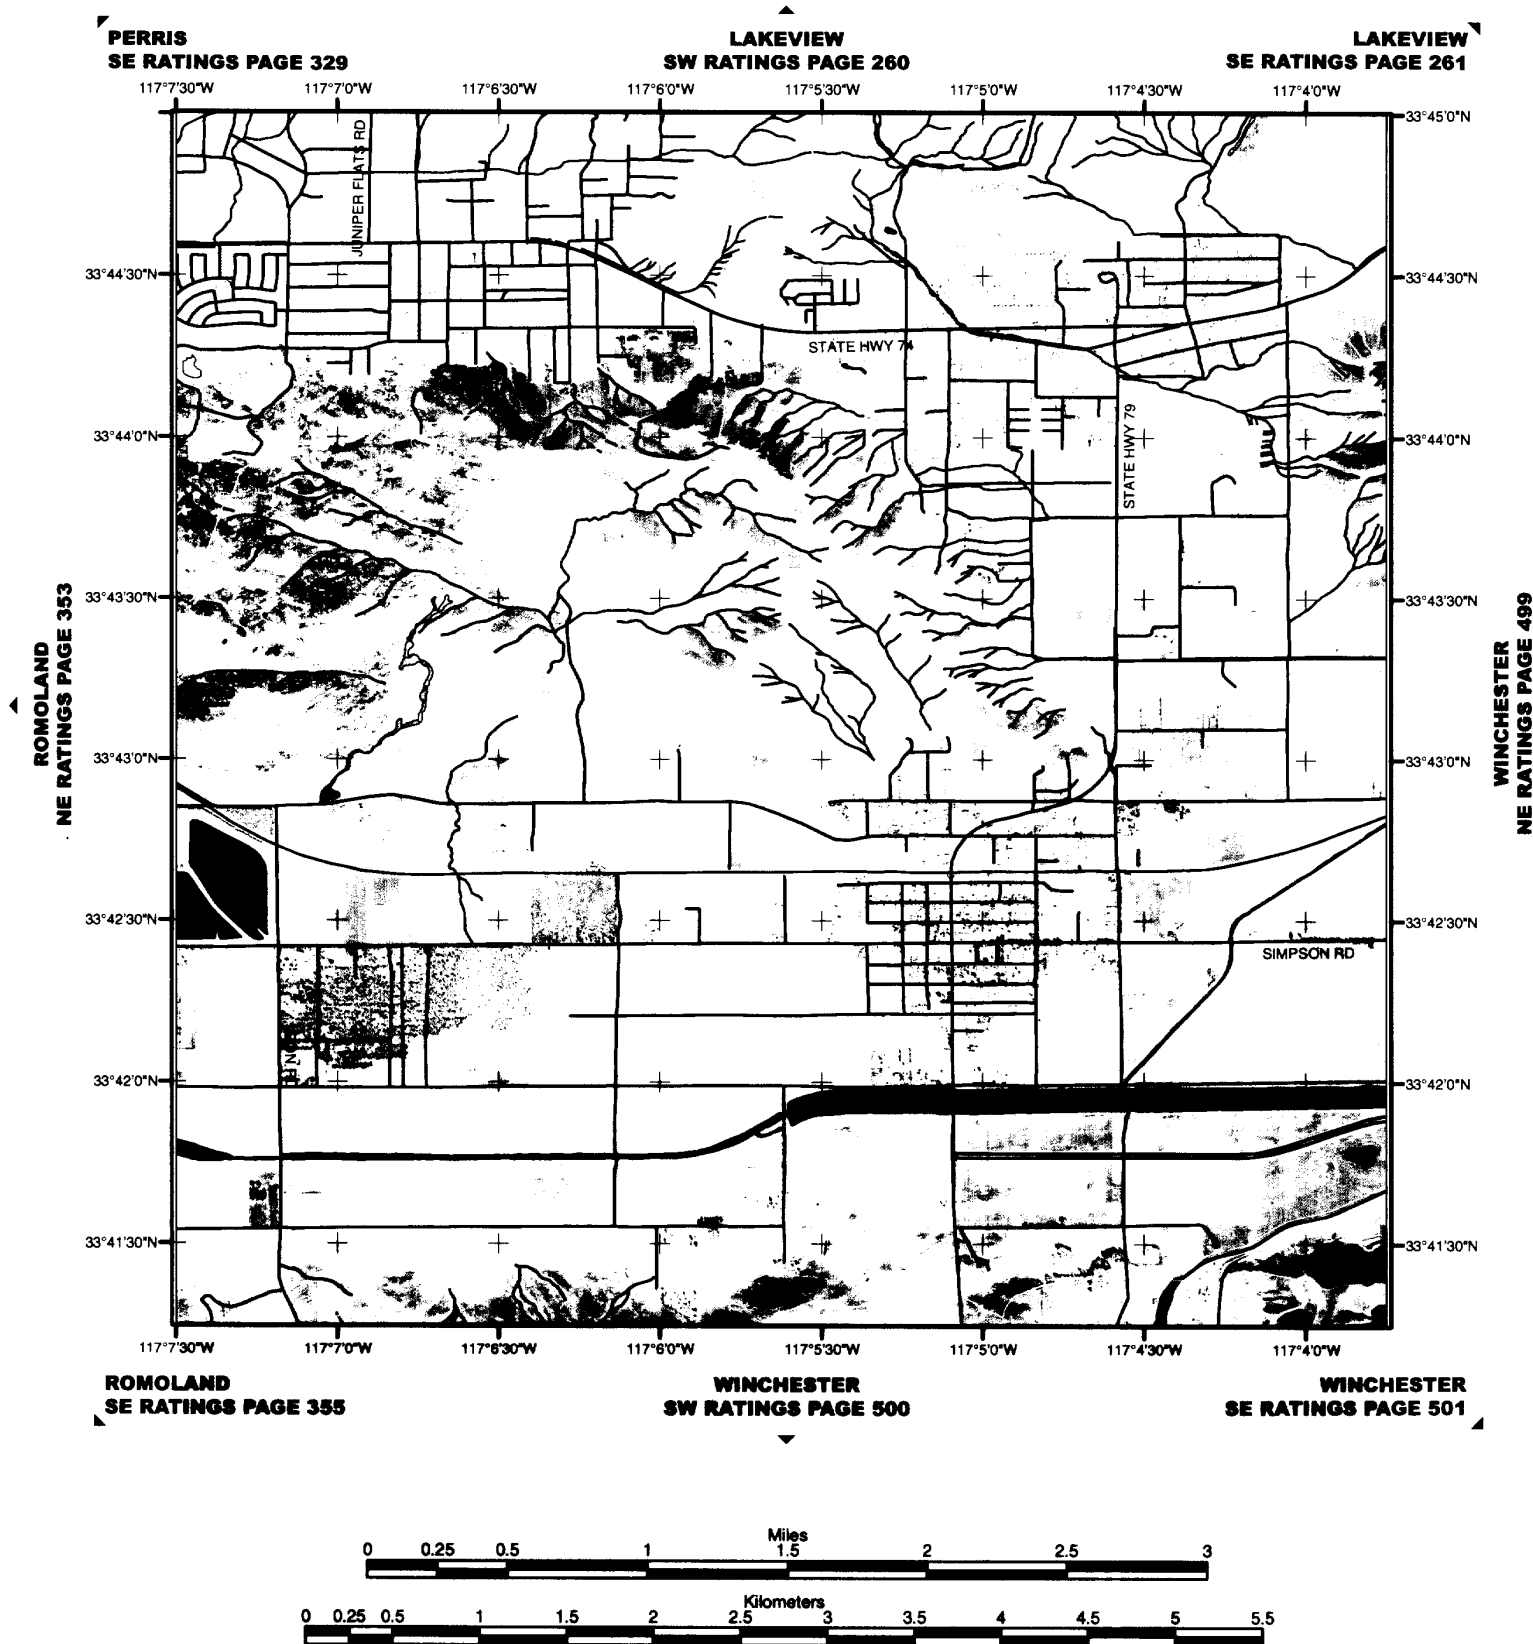 PERRIS
SE RATINGS PAGE 329
LAKEVIEW
SW RATINGS PAGE 260
LAKEVIEW
SE RATINGS PAGE 261
117°7'30"W 117°7'0"W 117°6'30"W 117°6'0"W 117°5'30"W 117°5'0"W 117°4'30"W 117°4'0"W
33°45'0"N
JUNIPER FLATS RD
33°44'30"N
33°44'30"N
STATE HWY 74
STATE HWY 79
33°44'0"N
33°44'0"N
33°43'30"N
33°43'30"N
ROMOLAND
NE RATINGS PAGE 353
WINCHESTER
NE RATINGS PAGE 499
33°43'0"N
33°43'0"N
33°42'30"N
33°42'30"N
SIMPSON RD
33°42'0"N
33°42'0"N
33°41'30"N
33°41'30"N
117°7'30"W 117°7'0"W 117°6'30"W 117°6'0"W 117°5'30"W 117°5'0"W 117°4'30"W 117°4'0"W
ROMOLAND
SE RATINGS PAGE 355
WINCHESTER
SW RATINGS PAGE 500
WINCHESTER
SE RATINGS PAGE 501
Miles
0 0.25 0.5 1 1.5 2 2.5 3
Kilometers
0 0.25 0.5 1 1.5 2 2.5 3 3.5 4 4.5 5 5.5